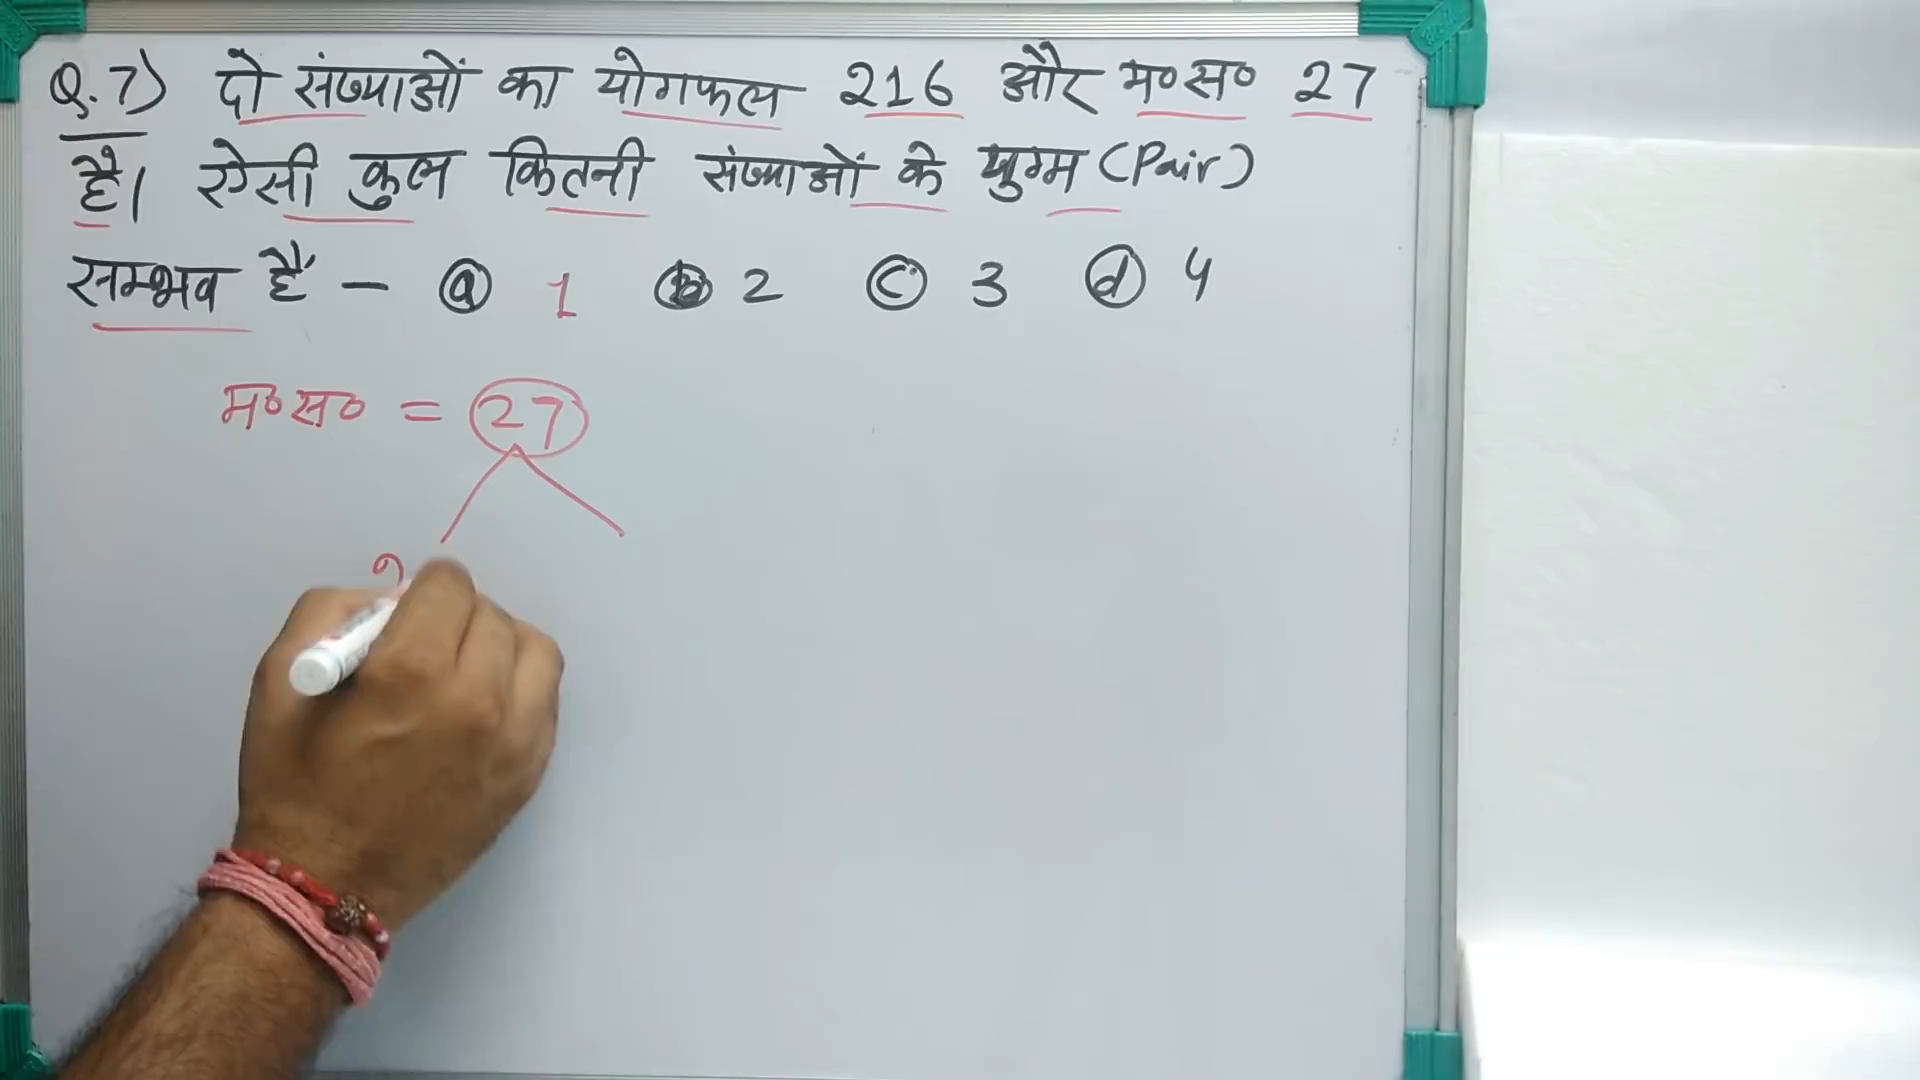 Q.7) दो संख्याओं का योगफल 216 और म०स० 27
है। ऐसी कुल कितनी संख्याओं के युग्म (Pair)
सम्भव हैं - (a) 1 (b) 2 (c) 3 (d) 4
म०स० = 27